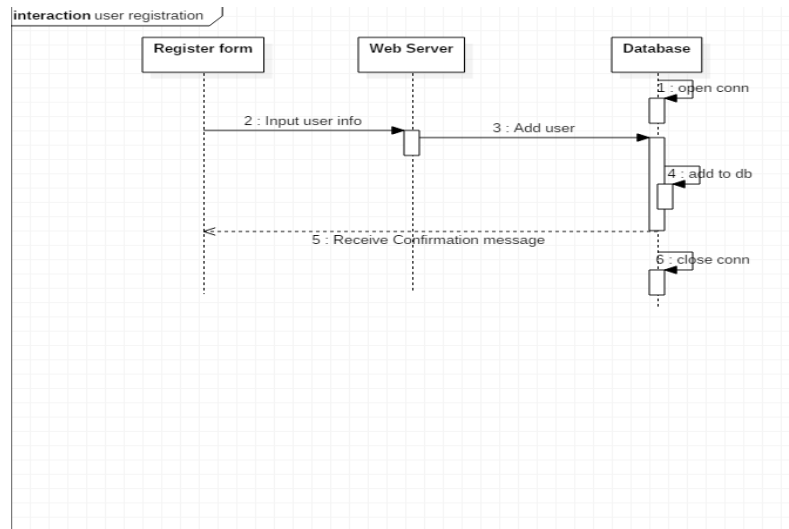 interaction user registration
Register form
Web Server
Database
1 : open conn
2 : Input user info
3 : Add user
4 : add to db
5 : Receive Confirmation message
6 : close conn